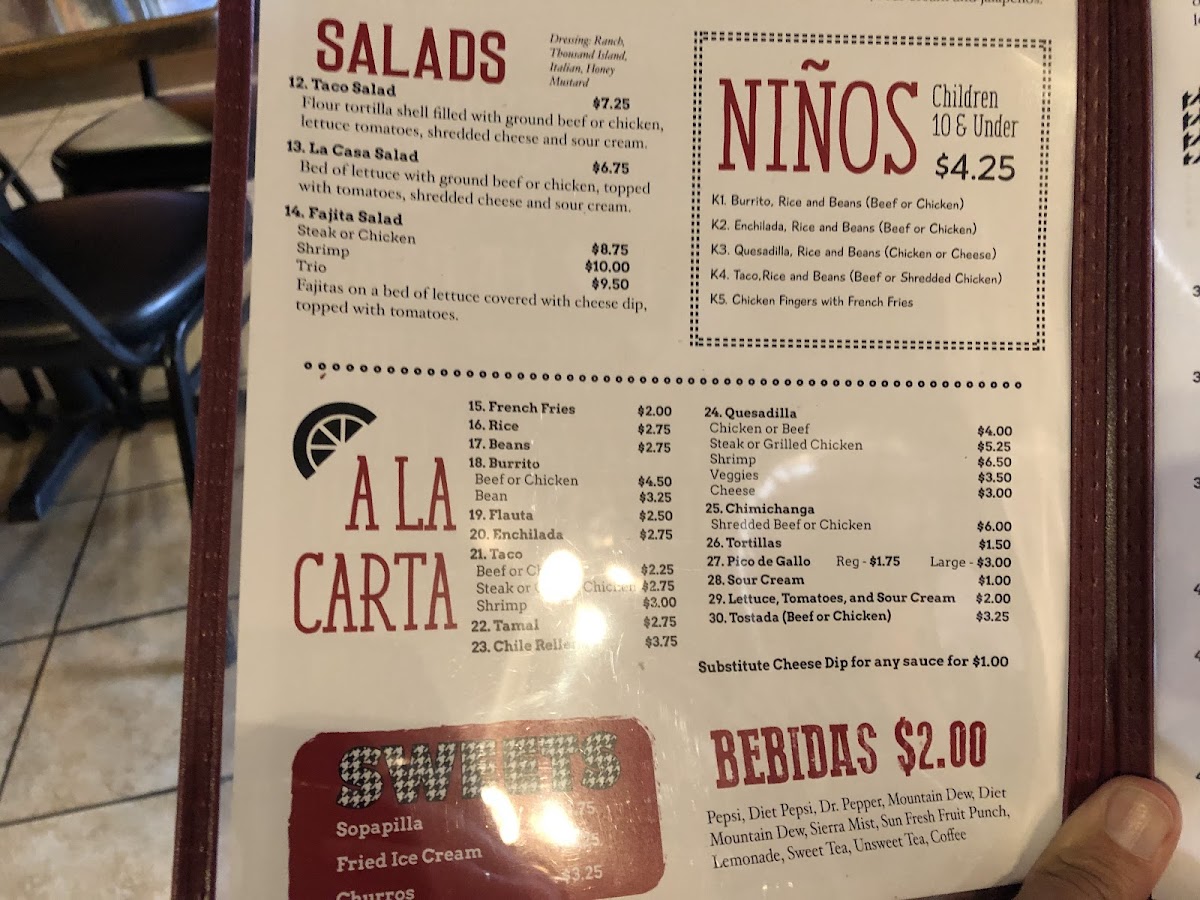 SALADS
Dressing: Ranch,
Thousand Island,
Italian, Honey
Mustard
12. Taco Salad $7.25
Flour tortilla shell filled with ground beef or chicken,
lettuce tomatoes, shredded cheese and sour cream.
13. La Casa Salad $6.75
Bed of lettuce with ground beef or chicken, topped
with tomatoes, shredded cheese and sour cream.
14. Fajita Salad
Steak or Chicken $8.75
Shrimp $10.00
Trio $9.50
Fajitas on a bed of lettuce covered with cheese dip,
topped with tomatoes.
NIÑOS
Children
10 & Under
$4.25
K1. Burrito, Rice and Beans (Beef or Chicken)
K2. Enchilada, Rice and Beans (Beef or Chicken)
K3. Quesadilla, Rice and Beans (Chicken or Cheese)
K4. Taco,Rice and Beans (Beef or Shredded Chicken)
K5. Chicken Fingers with French Fries
A LA
CARTA
15. French Fries $2.00
16. Rice $2.75
17. Beans $2.75
18. Burrito
Beef or Chicken $4.50
Bean $3.25
19. Flauta $2.50
20. Enchilada $2.75
21. Taco
Beef or $2.25
Steak or Chicken $2.75
Shrimp $3.00
22. Tamal $2.75
23. Chile $3.75
24. Quesadilla
Chicken or Beef $4.00
Steak or Grilled Chicken $5.25
Shrimp $6.50
Veggies $3.50
Cheese $3.00
25. Chimichanga
Shredded Beef or Chicken $6.00
26. Tortillas $1.50
27. Pico de Gallo Reg - $1.75 Large - $3.00
28. Sour Cream $1.00
29. Lettuce, Tomatoes, and Sour Cream $2.00
30. Tostada (Beef or Chicken) $3.25
Substitute Cheese Dip for any sauce for $1.00
SWEETS
Sopapilla
Fried Ice Cream
Churros $3.25
BEBIDAS $2.00
Pepsi, Diet Pepsi, Dr. Pepper, Mountain Dew, Diet
Mountain Dew, Sierra Mist, Sun Fresh Fruit Punch,
Lemonade, Sweet Tea, Unsweet Tea, Coffee